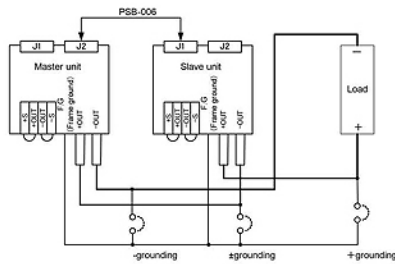 PSB-006
J1 J2
J1 J2
Master unit
Slave unit
Load
−
+
+S
+OUT
−OUT
−S
F.G
(Frame ground)
+OUT
−OUT
+S
+OUT
−OUT
−S
F.G
(Frame ground)
+OUT
−OUT
-grounding
±grounding
+grounding